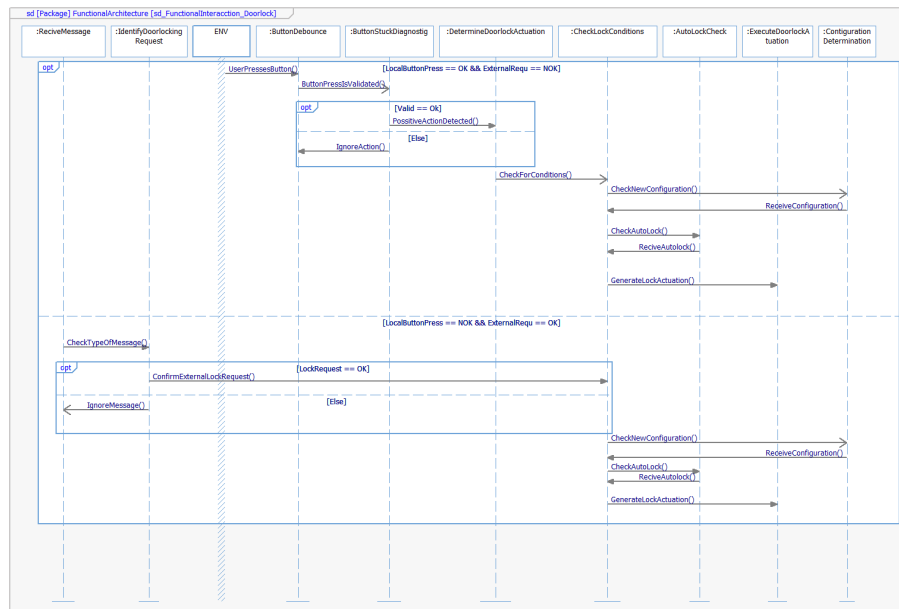 sd [Package] FunctionalArchitecture [sd_FunctionalInteracction_Doorlock]
:ReciveMessage
:IdentifyDoorlocking
Request
ENV
:ButtonDebounce
:ButtonStuckDiagnostig
:DetermineDoorlockActuation
:CheckLockConditions
:AutoLockCheck
:ExecuteDoorlockA
tuation
:Contiguration
Determination
opt
[LocalButtonPress == OK && ExternalRequ == NOK]
UserPressesButton()
ButtonPressIsValidated()
opt
[Valid == Ok]
PossitiveActionDetected()
[Else]
IgnoreAction()
CheckForConditions()
CheckNewConfiguration()
ReceiveConfiguration()
CheckAutoLock()
ReciveAutolock()
GenerateLockActuation()
[LocalButtonPress == NOK && ExternalRequ == OK]
CheckTypeOfMessage()
opt
[LockRequest == OK]
ConfirmExternalLockRequest()
[Else]
IgnoreMessage()
CheckNewConfiguration()
ReceiveConfiguration()
CheckAutoLock()
ReciveAutolock()
GenerateLockActuation()